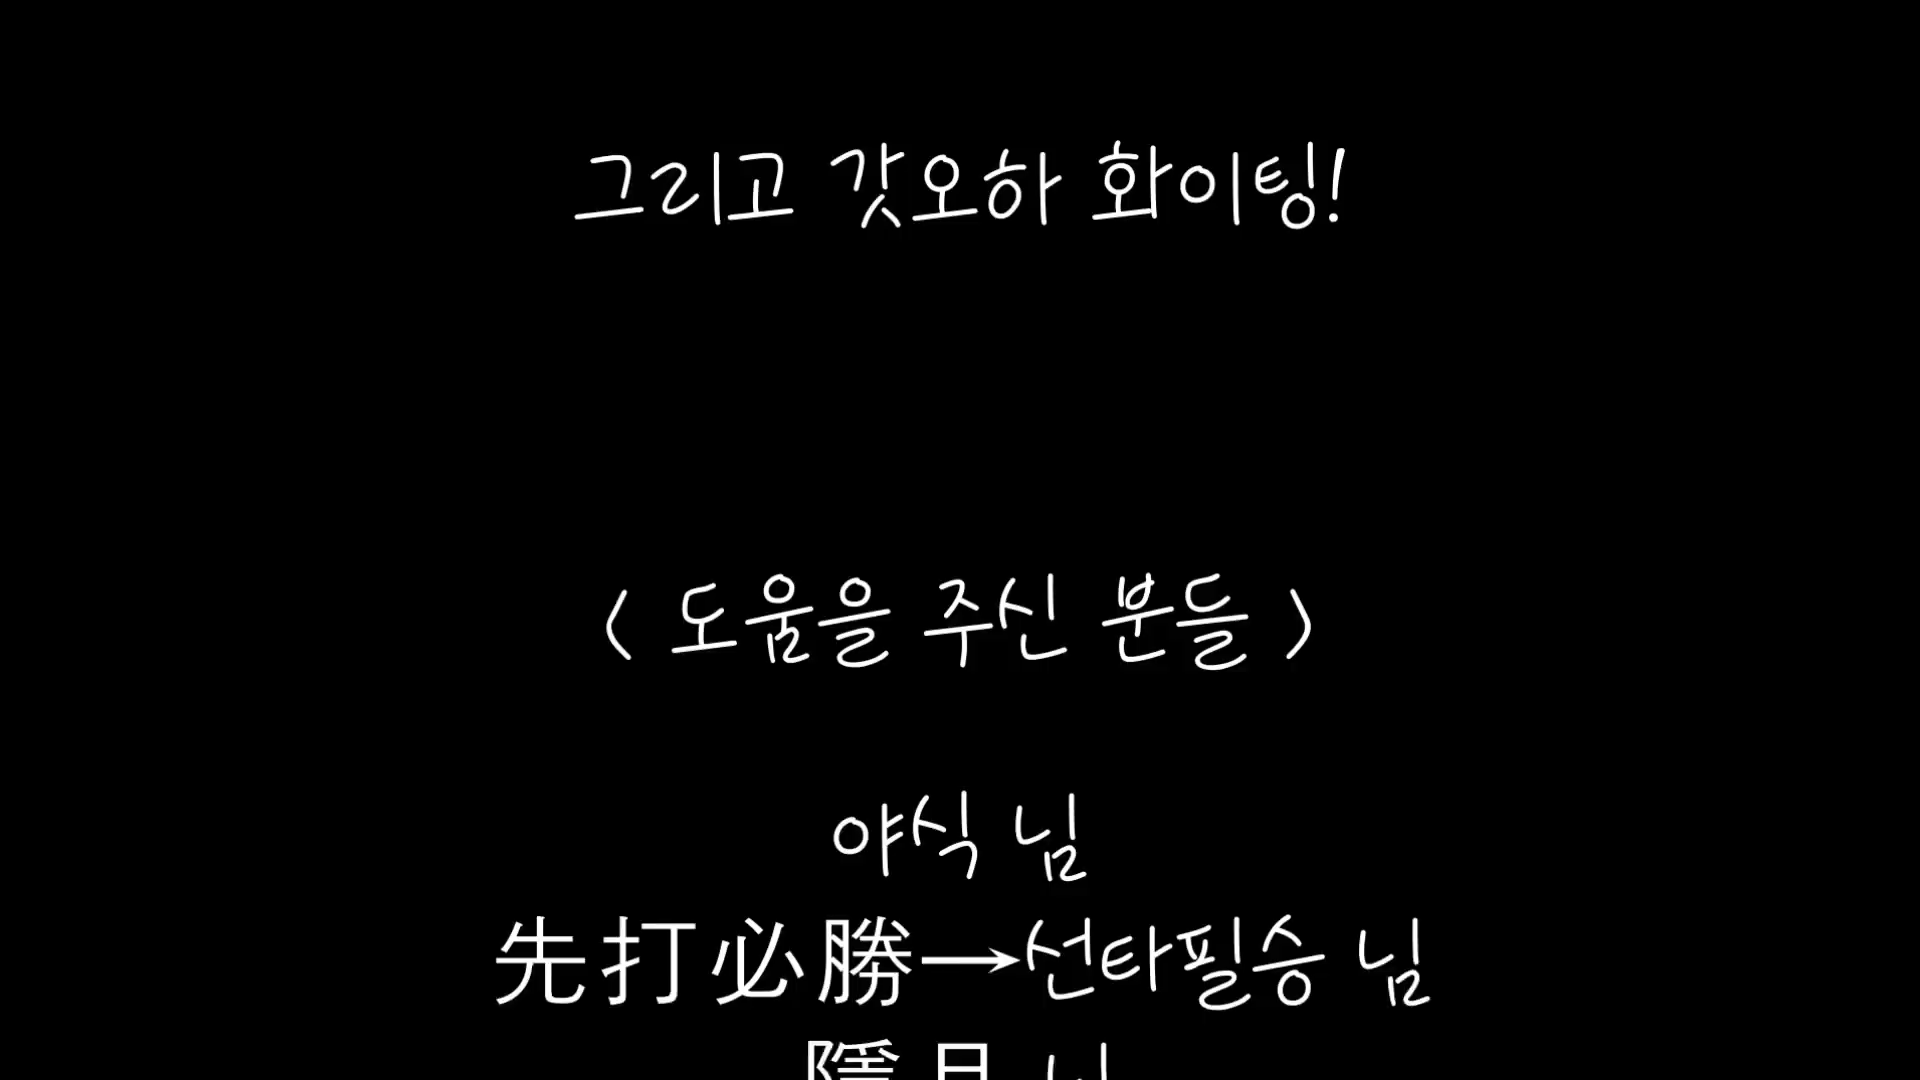 그리고 갓오하 화이팅!
< 도움을 주신 분들 >
야식 님
先打必勝→선타필승 님